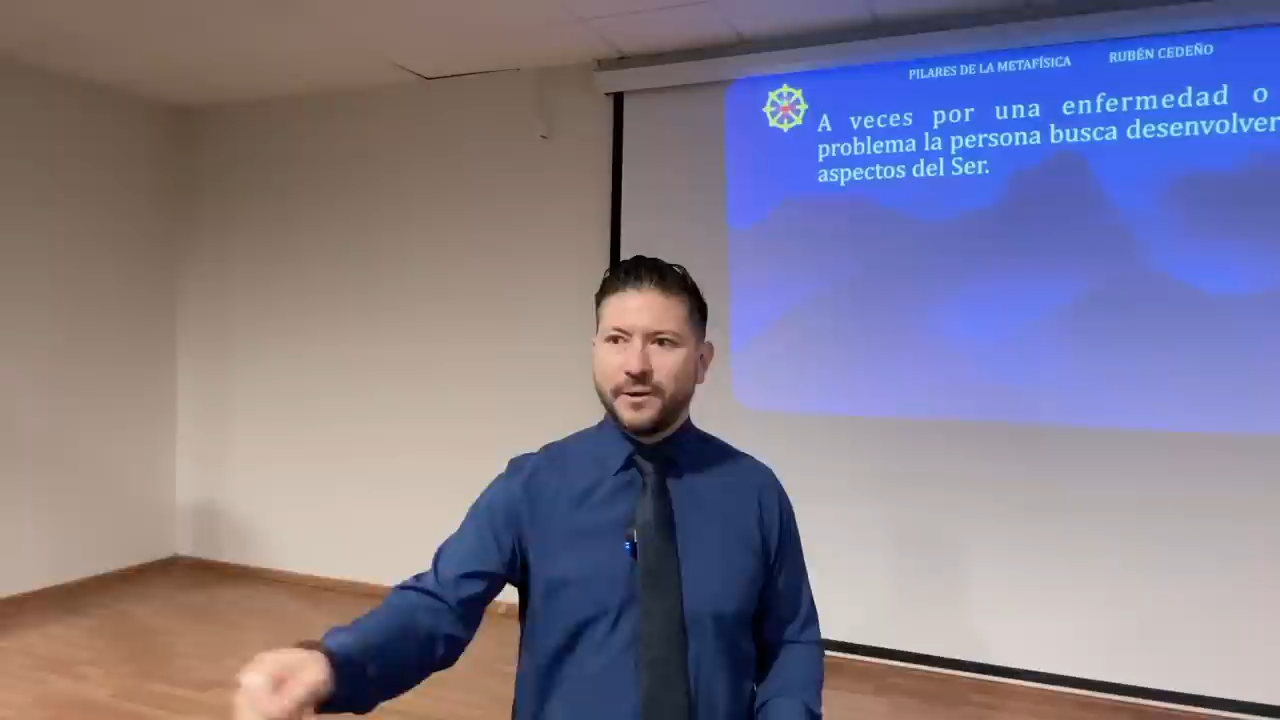 PILARES DE LA METAFÍSICA RUBÉN CEDEÑO
A veces por una enfermedad o
problema la persona busca desenvolver
aspectos del Ser.